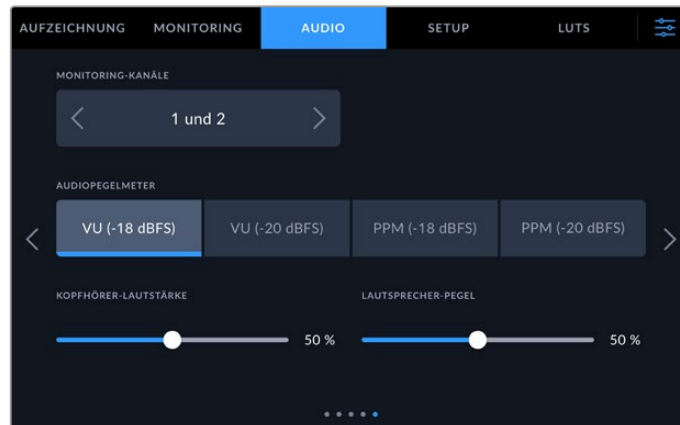 AUFZEICHNUNG MONITORING AUDIO SETUP LUTS
MONITORING-KANÄLE
1 und 2
AUDIOPEGELMETER
VU (-18 dBFS) VU (-20 dBFS) PPM (-18 dBFS) PPM (-20 dBFS)
KOPFHÖRER-LAUTSTÄRKE LAUTSPRECHER-PEGEL
50 % 50 %